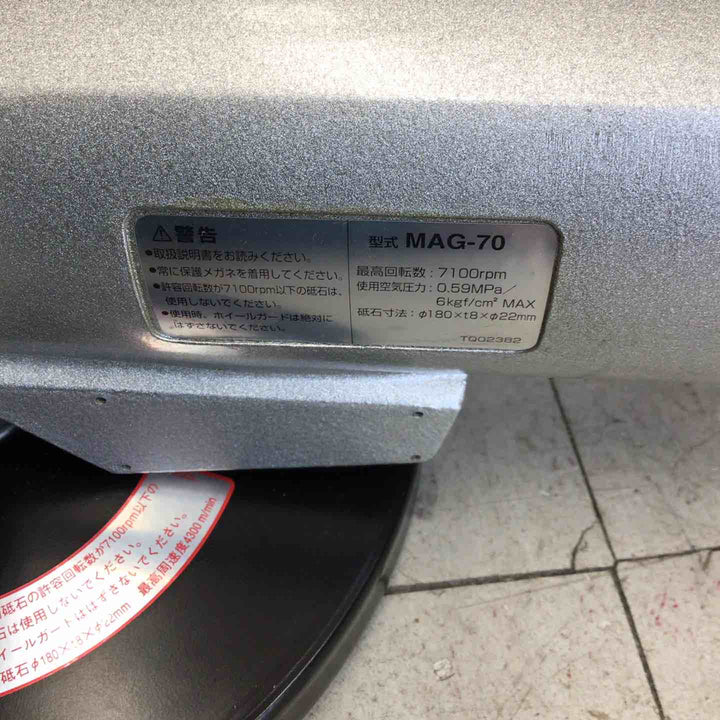 ⚠警告
•取扱説明書をお読みください。
•常に保護メガネを着用してください。
•許容回転数が7100rpm以下の砥石は、
使用しないでください。
•使用時、ホイールガードは絶対に
はずさないでください。
型式 MAG-70
最高回転数：7100rpm
使用空気圧力：0.59MPa／
6kgf/cm² MAX
砥石寸法：φ180×t8×φ22mm
TQ02382
砥石の許容回転数が7100rpm以下の
石は使用しないでください。
イールガードははずさないでください。
砥石φ180×t8×φ22mm
最高周速度4300m/min